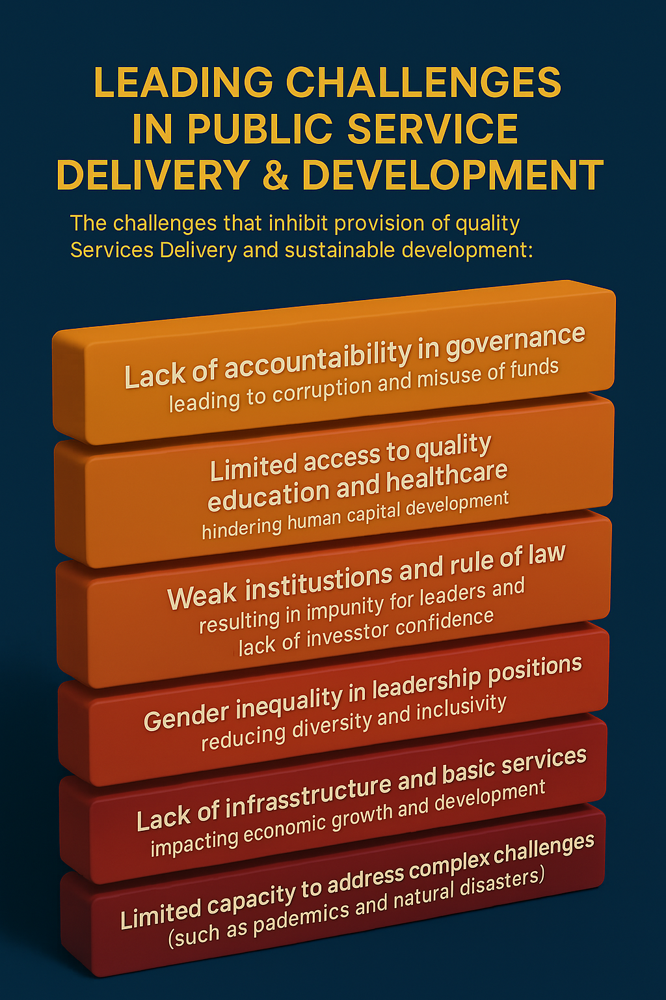 LEADING CHALLENGES
IN PUBLIC SERVICE
DELIVERY & DEVELOPMENT
The challenges that inhibit provision of quality
Services Delivery and sustainable development:
Lack of accountaibility in governance
leading to corruption and misuse of funds
Limited access to quality
education and healthcare
hindering human capital development
Weak institustions and rule of law
resulting in impunity for leaders and
lack of invesstor confidence
Gender inequality in leadership positions
reducing diversity and inclusivity
Lack of infrasstructure and basic services
impacting economic growth and development
Limited capacity to address complex challenges
(such as pademnics and natural disasters)